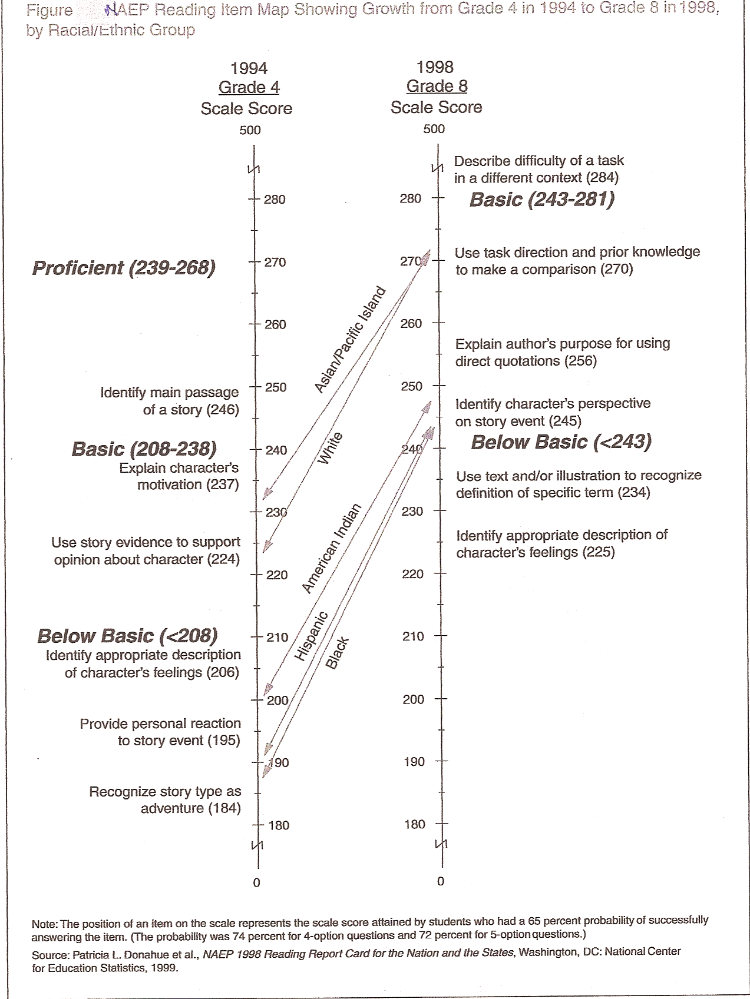 Figure NAEP Reading Item Map Showing Growth from Grade 4 in 1994 to Grade 8 in 1998,
by Racial/Ethnic Group
1994
Grade 4
Scale Score
500
280
270
260
250
240
230
220
210
200
190
180
0
Proficient (239-268)
Identify main passage
of a story (246)
Basic (208-238)
Explain character's
motivation (237)
Use story evidence to support
opinion about character (224)
Below Basic (<208)
Identify appropriate description
of character's feelings (206)
Provide personal reaction
to story event (195)
Recognize story type as
adventure (184)
Asian/Pacific Island
White
American Indian
Hispanic
Black
1998
Grade 8
Scale Score
500
280
270
260
250
240
230
220
210
200
190
180
0
Describe difficulty of a task
in a different context (284)
Basic (243-281)
Use task direction and prior knowledge
to make a comparison (270)
Explain author's purpose for using
direct quotations (256)
Identify character's perspective
on story event (245)
Below Basic (<243)
Use text and/or illustration to recognize
definition of specific term (234)
Identify appropriate description of
character's feelings (225)
Note: The position of an item on the scale represents the scale score attained by students who had a 65 percent probability of successfully
answering the item. (The probability was 74 percent for 4-option questions and 72 percent for 5-option questions.)
Source: Patricia L. Donahue et al., NAEP 1998 Reading Report Card for the Nation and the States, Washington, DC: National Center
for Education Statistics, 1999.